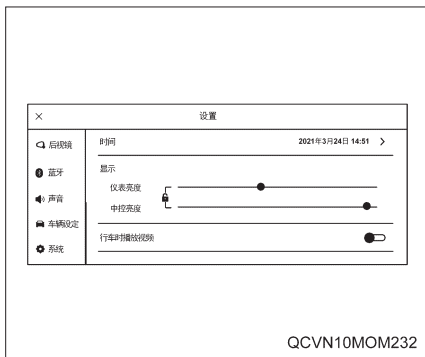 × 设置
后视镜
时间 2021年3月24日 14:51 >
蓝牙
显示
仪表亮度
声音
中控亮度
车辆设定
行车时播放视频
系统
QCVN10MOM232